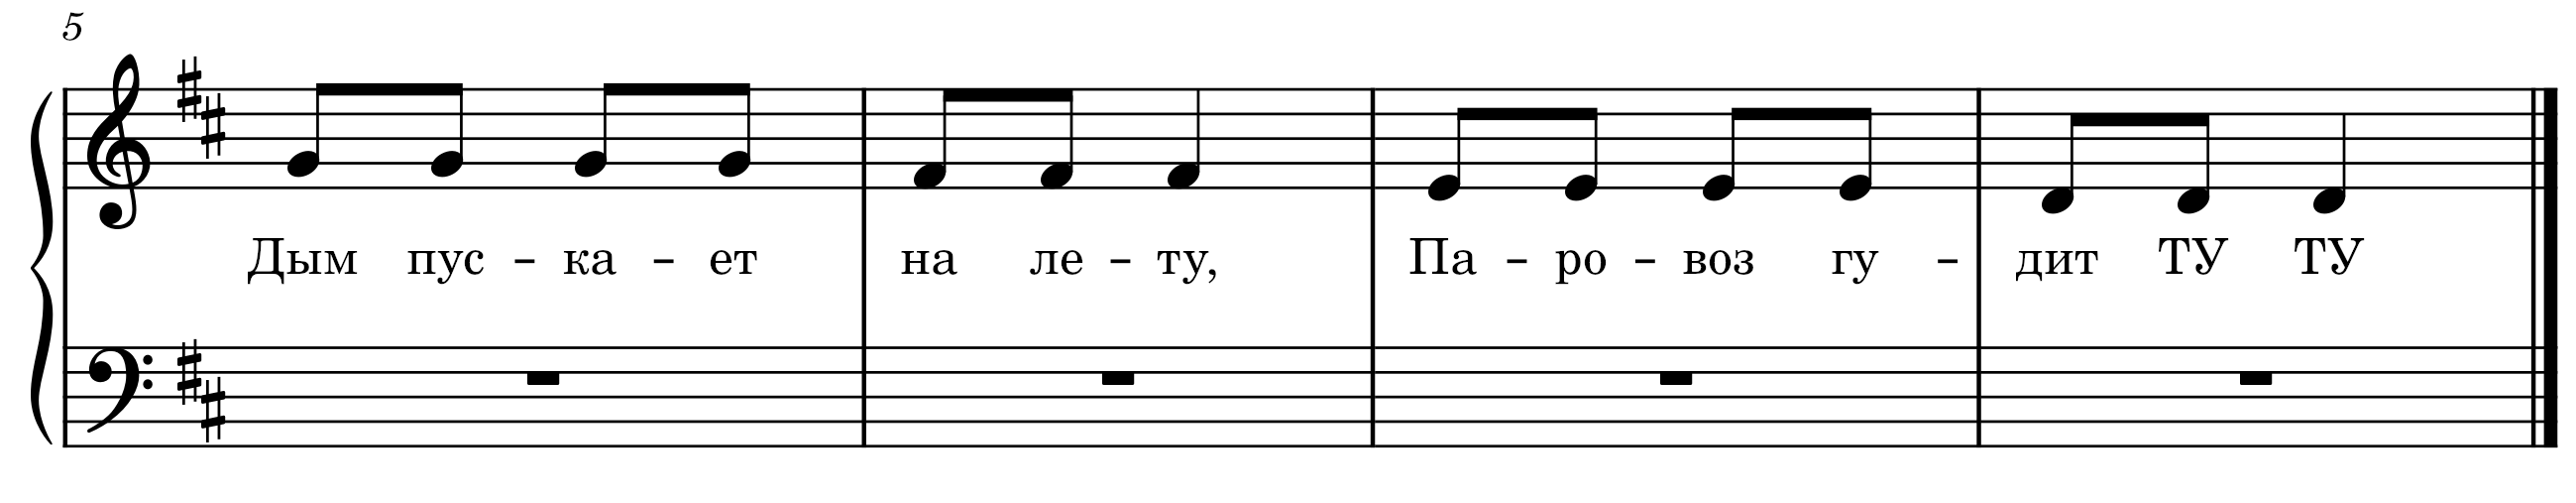 5
Дым пус - ка - ет на ле - ту, Па - ро - воз гу - дит ТУ ТУ